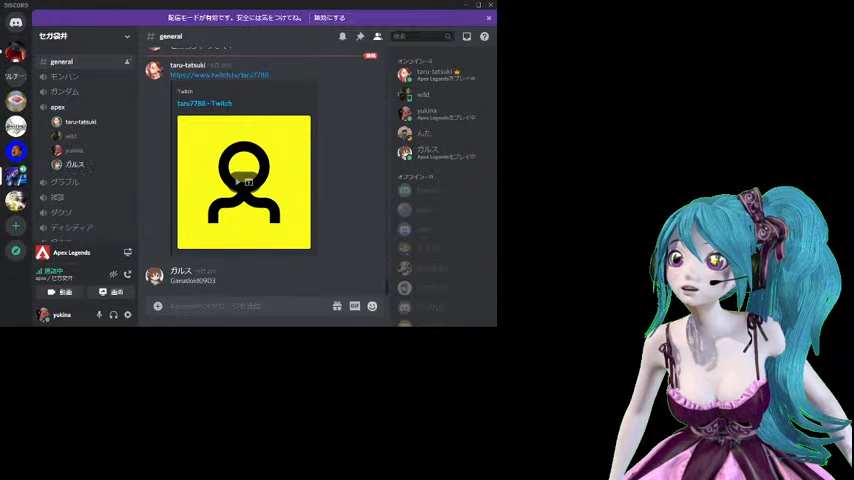 DISCORD
配信モードが有効です。安全には気をつけてね。 無効にする
セガ袋井
# general
検索
general
モンハン
ガンダム
apex
taru-tatsuki
wild
yukina
ガルス
グラブル
雑談
ダクソ
ディシディア
Apex Legends
通話中
apex / セガ袋井
動画
画面
yukina
taru-tatsuki
https://www.twitch.tv/taru7788
Twitch
taru7788 - Twitch
ガルス
Garusloid0903
GIF
taru-tatsuki
Apex Legendsをプレイ中
wild
yukina
Apex Legendsをプレイ中
んた
ガルス
Apex Legendsをプレイ中